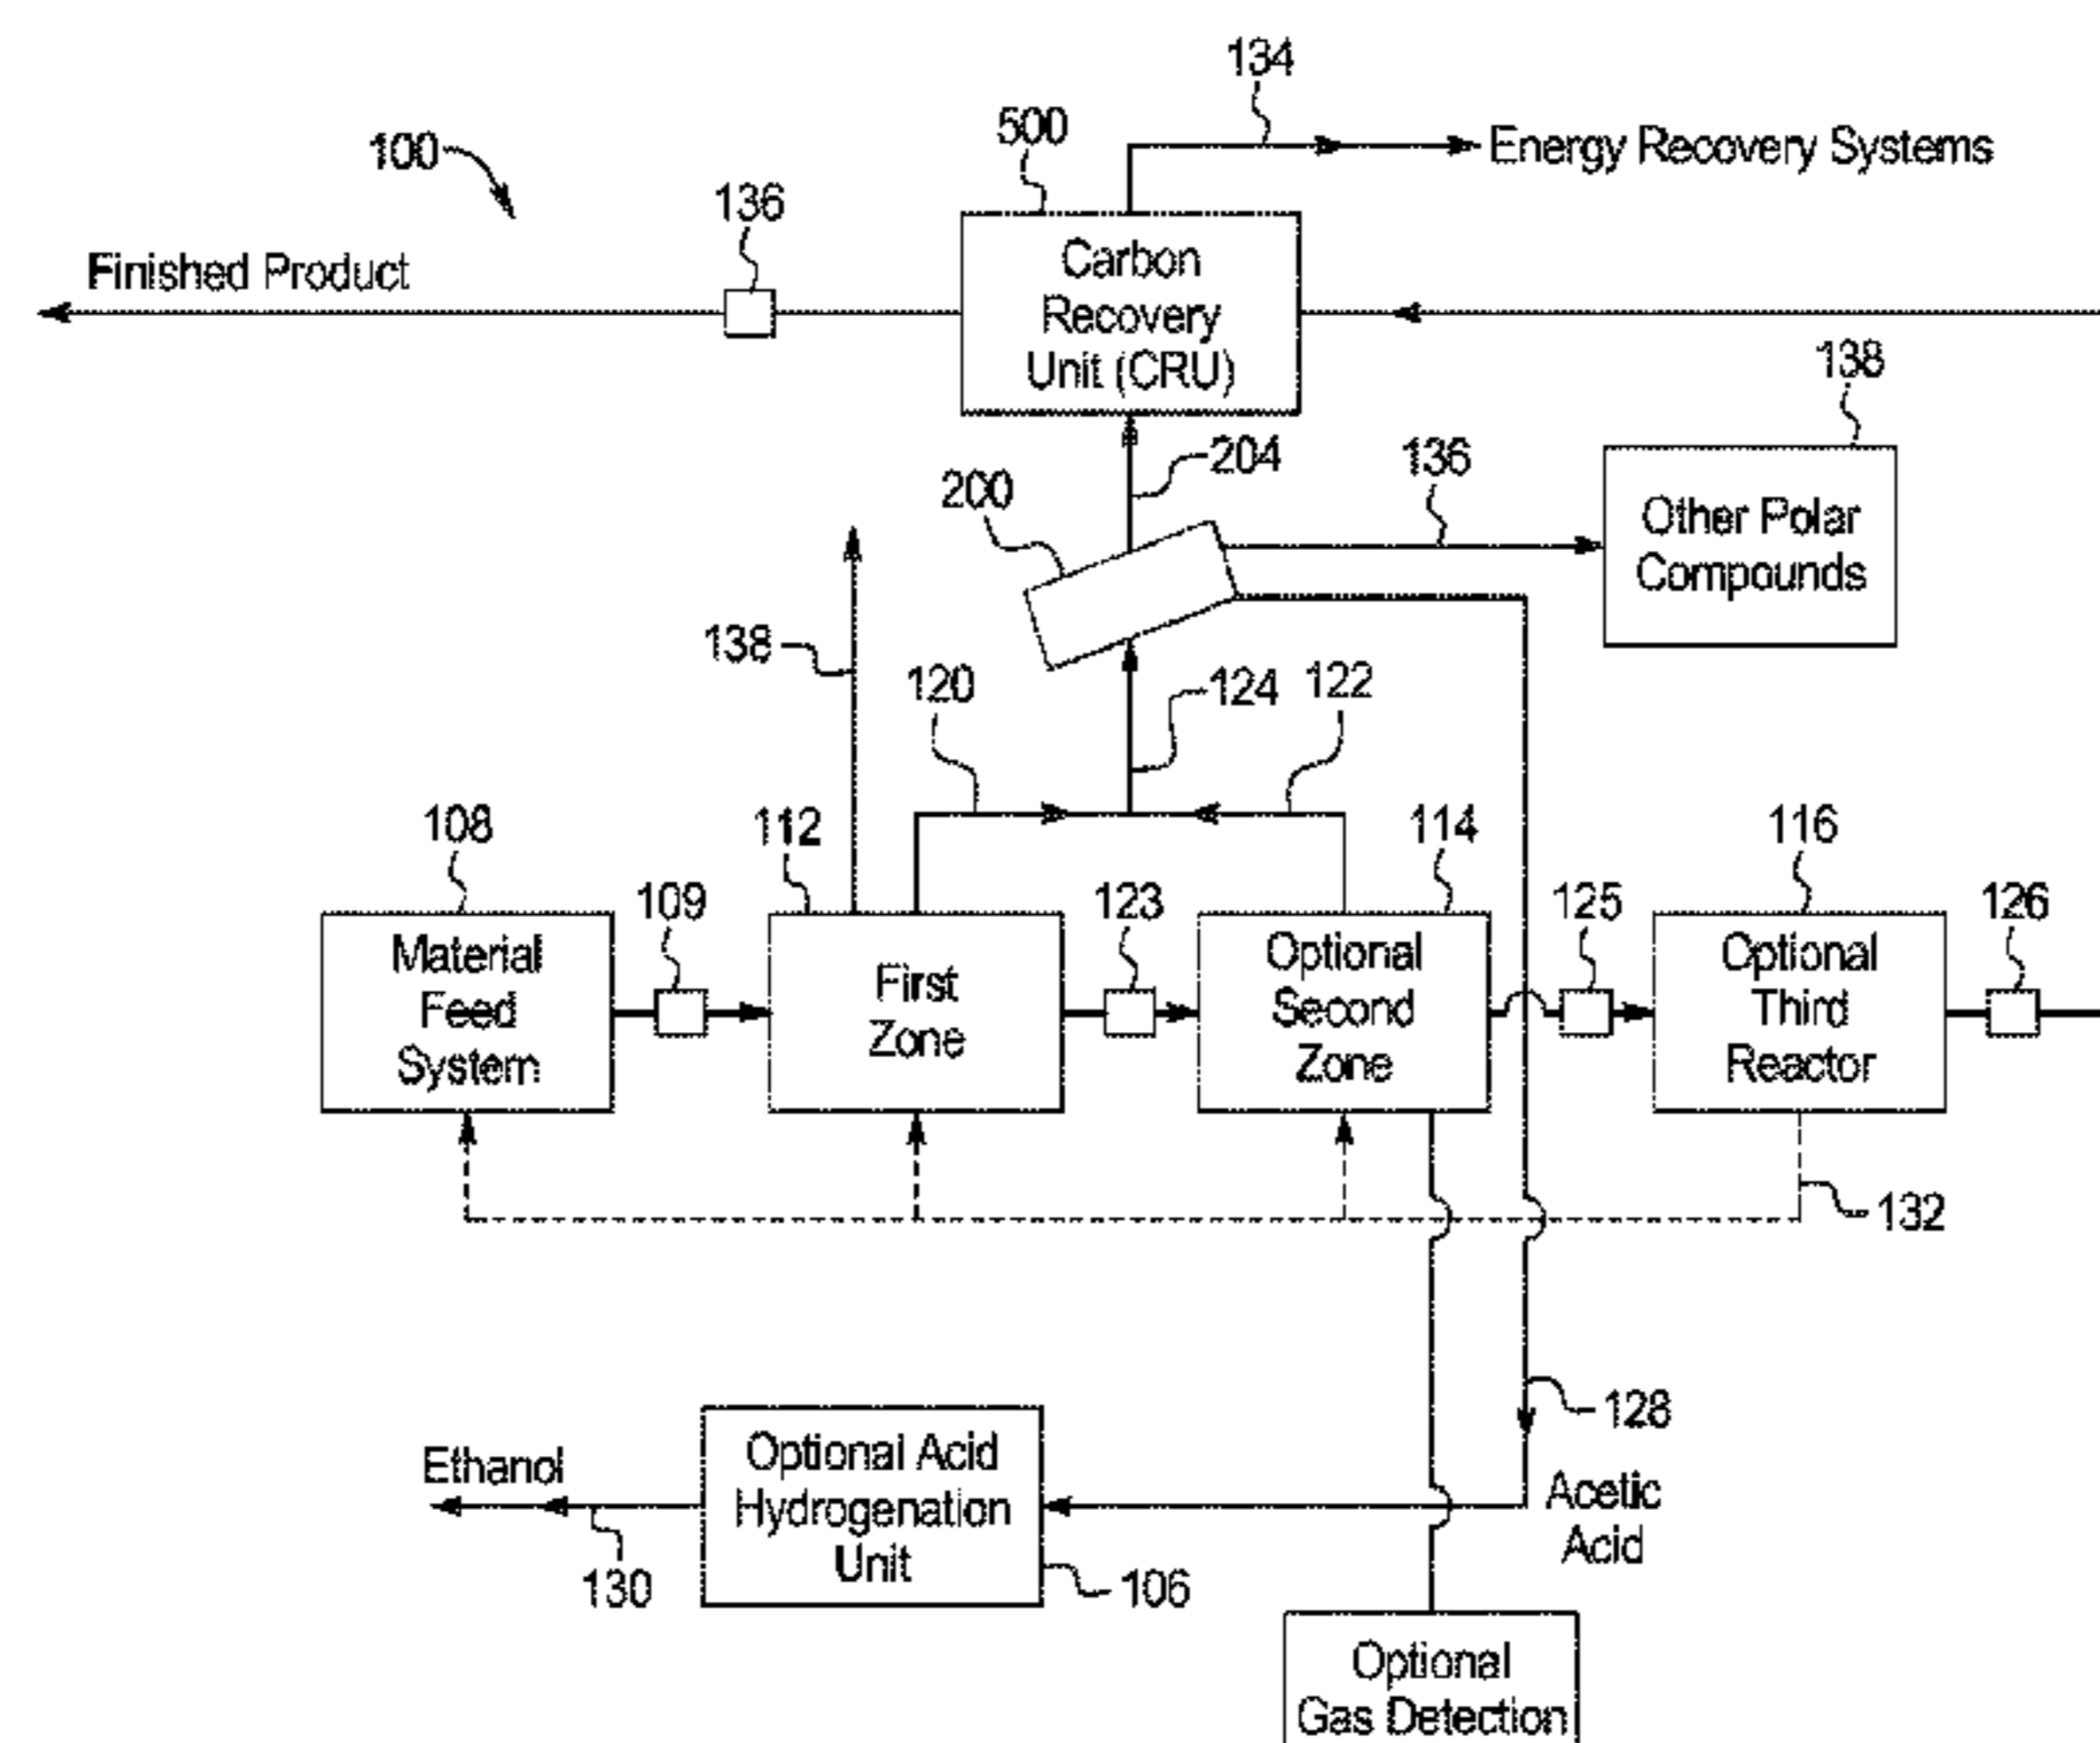 134
500
100
Energy Recovery Systems
136
Finished Product
Carbon
Recovery
Unit (CRU)
138
204
136
200
Other Polar
Compounds
138
120
124
122
108
112
114
116
109
123
125
126
Material
Feed
System
First
Zone
Optional
Second
Zone
Optional
Third
Reactor
132
128
Ethanol
Optional Acid
Hydrogenation
Unit
Acetic
Acid
130
106
Optional
Gas Detection